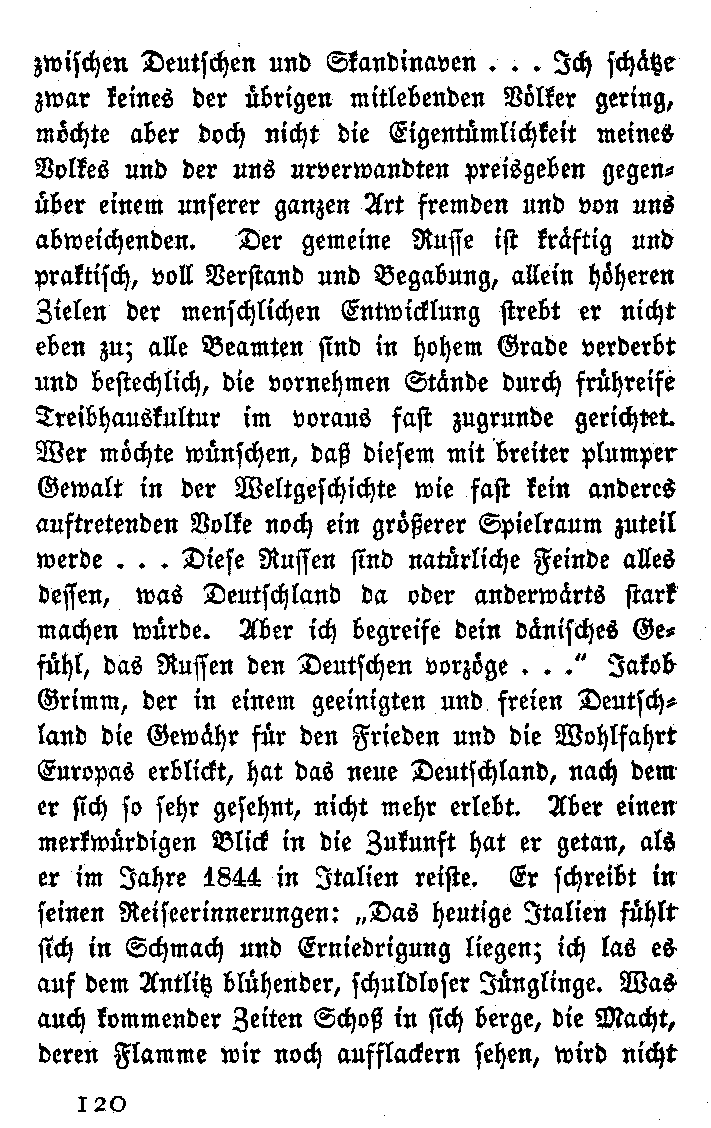 zwischen Deutschen und Skandinaven . . . Ich schätze
zwar keines der übrigen mitlebenden Völker gering,
möchte aber doch nicht die Eigentümlichkeit meines
Volkes und der uns urverwandten preisgeben gegen-
über einem unserer ganzen Art fremden und von uns
abweichenden. Der gemeine Russe ist kräftig und
praktisch, voll Verstand und Begabung, allein höheren
Zielen der menschlichen Entwicklung strebt er nicht
eben zu; alle Beamten sind in hohem Grade verderbt
und bestechlich, die vornehmen Stände durch frühreife
Treibhauskultur im voraus fast zugrunde gerichtet.
Wer möchte wünschen, daß diesem mit breiter plumper
Gewalt in der Weltgeschichte wie fast kein anderes
auftretenden Volke noch ein größerer Spielraum zuteil
werde . . . Diese Russen sind natürliche Feinde alles
dessen, was Deutschland da oder anderwärts stark
machen würde. Aber ich begreife dein dänisches Ge-
fühl, das Russen den Deutschen vorzöge . . .“ Jakob
Grimm, der in einem geeinigten und freien Deutsch-
land die Gewähr für den Frieden und die Wohlfahrt
Europas erblickt, hat das neue Deutschland, nach dem
er sich so sehr gesehnt, nicht mehr erlebt. Aber einen
merkwürdigen Blick in die Zukunft hat er getan, als
er im Jahre 1844 in Italien reiste. Er schreibt in
seinen Reiseerinnerungen: „Das heutige Italien fühlt
sich in Schmach und Erniedrigung liegen; ich las es
auf dem Antlitz blühender, schuldloser Jünglinge. Was
auch kommender Zeiten Schoß in sich berge, die Macht,
deren Flamme wir noch aufflackern sehen, wird nicht
120